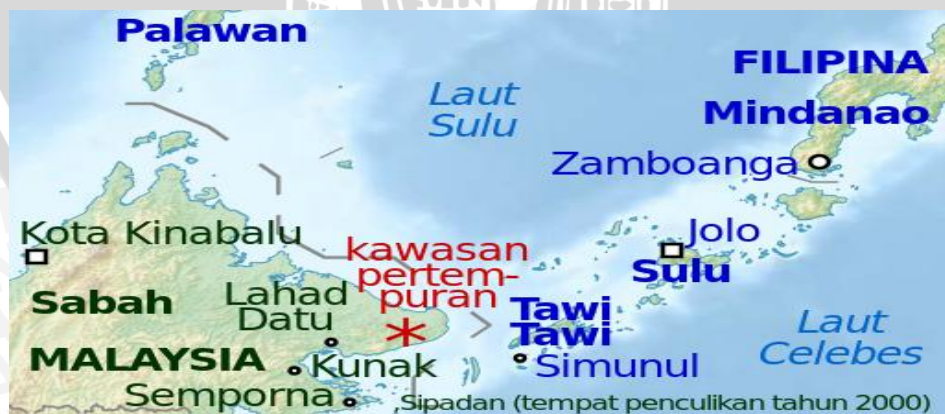 Palawan
FILIPINA
Laut
Sulu
Mindanao
Zamboanga
Kota Kinabalu
Jolo
kawasan
pertem-
puran
Sulu
Sabah
Lahad
Datu
Tawi
Tawi
Laut
Celebes
MALAYSIA
Kunak
Simunul
Semporna
,Sipadan (tempat penculikan tahun 2000)